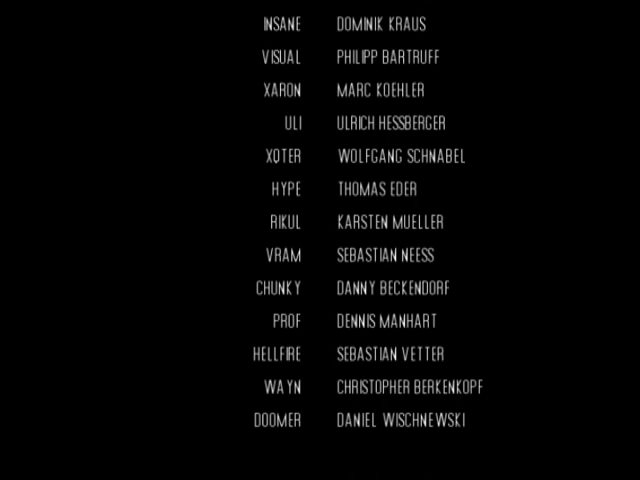 INSANE DOMINIK KRAUS
VISUAL PHILIPP BARTRUFF
XARON MARC KOEHLER
ULI ULRICH HESSBERGER
XOTER WOLFGANG SCHNABEL
HYPE THOMAS EDER
RIKUL KARSTEN MUELLER
VRAM SEBASTIAN NEESS
CHUNKY DANNY BECKENDORF
PROF DENNIS MANHART
HELLFIRE SEBASTIAN VETTER
WAYN CHRISTOPHER BERKENKOPF
DOOMER DANIEL WISCHNEWSKI